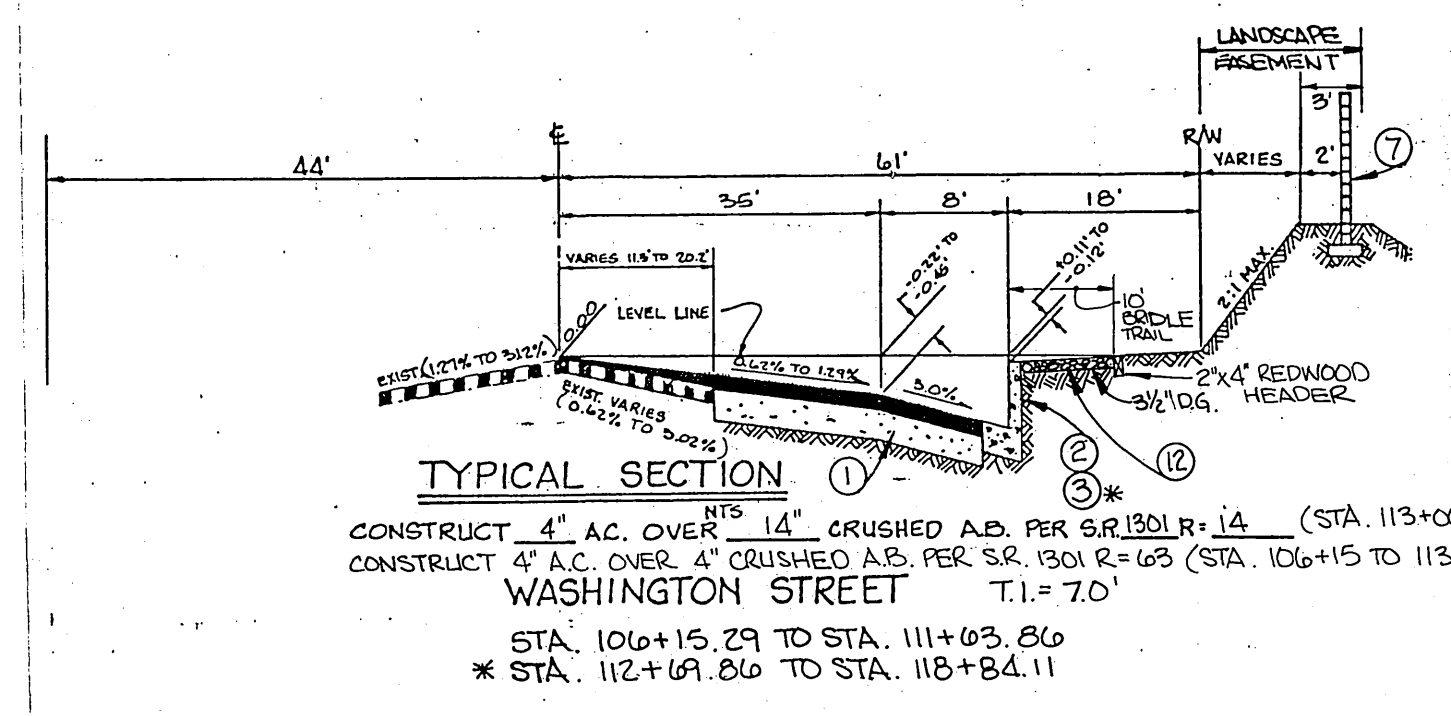 LANDSCAPE
EASEMENT
3'
℄
R/W
44'
61'
VARIES
2'
7
35'
8'
18'
VARIES 11.5' TO 20.2'
-0.22' TO
-0.46'
+0.11' TO
-0.12'
2:1 MAX.
0.00
LEVEL LINE
10'
BRIDLE
TRAIL
EXIST. (1.27% TO 3.12%)
0.62% TO 1.29%
3.0%
2"x4" REDWOOD
HEADER
3½" D.G.
EXIST. VARIES
(0.62% TO 3.02%)
TYPICAL SECTION
1
2
12
3 *
NTS
CONSTRUCT 4" A.C. OVER 14" CRUSHED A.B. PER S.R. 1301 R= 14 (STA. 113+00
CONSTRUCT 4" A.C. OVER 4" CRUSHED A.B. PER S.R. 1301 R=63 (STA. 106+15 TO 113
WASHINGTON STREET T.I.= 7.0'
STA. 106+15.29 TO STA. 111+63.86
* STA. 112+69.86 TO STA. 118+84.11